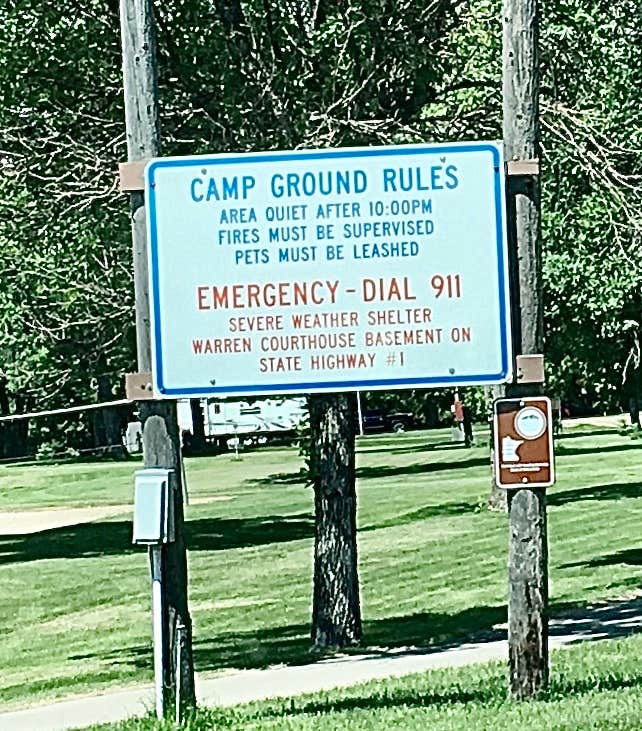 CAMP GROUND RULES
AREA QUIET AFTER 10:00PM
FIRES MUST BE SUPERVISED
PETS MUST BE LEASHED
EMERGENCY-DIAL 911
SEVERE WEATHER SHELTER
WARREN COURTHOUSE BASEMENT ON
STATE HIGHWAY #1